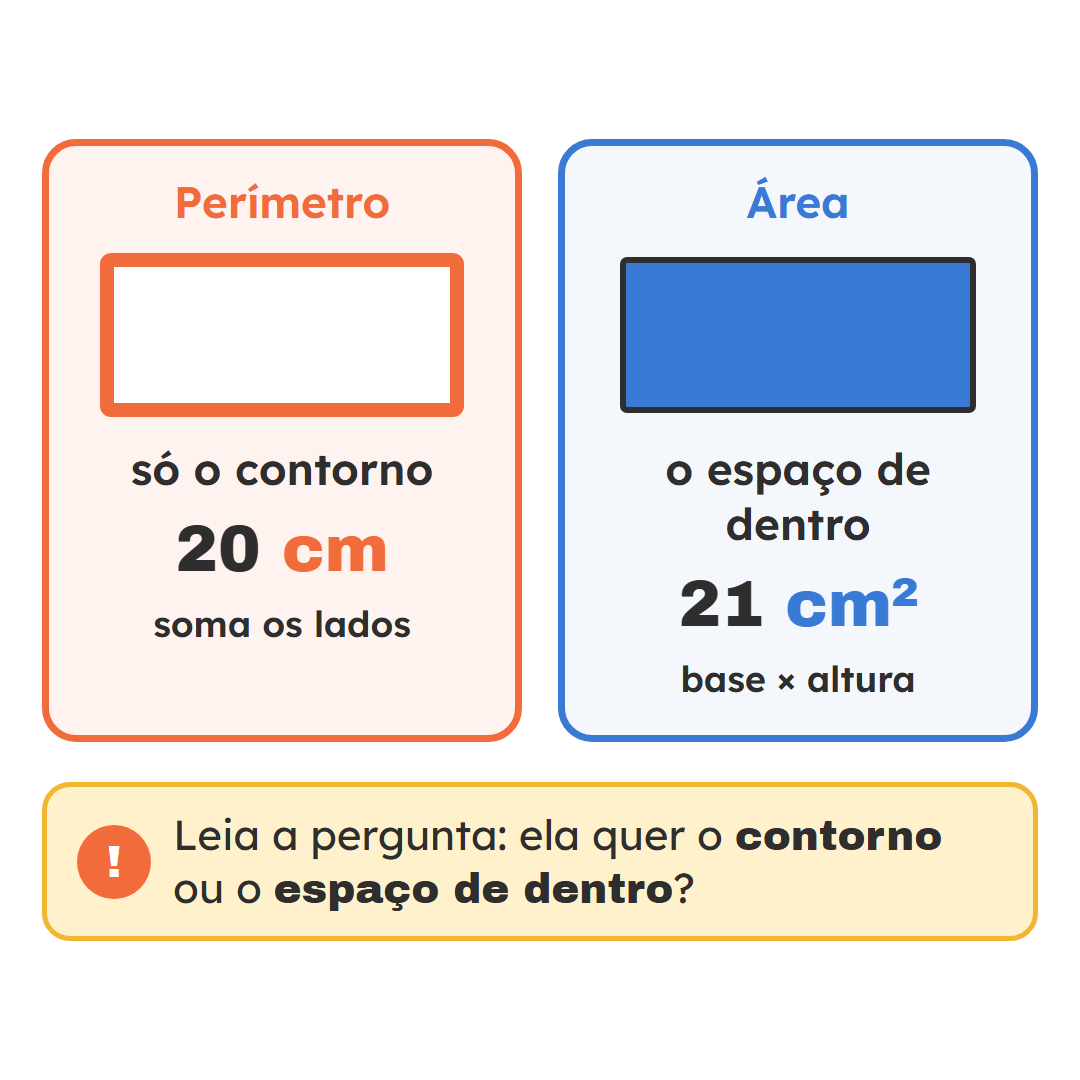 Perímetro
só o contorno
20 cm
soma os lados
Área
o espaço de
dentro
21 cm²
base × altura
!
Leia a pergunta: ela quer o contorno
ou o espaço de dentro?